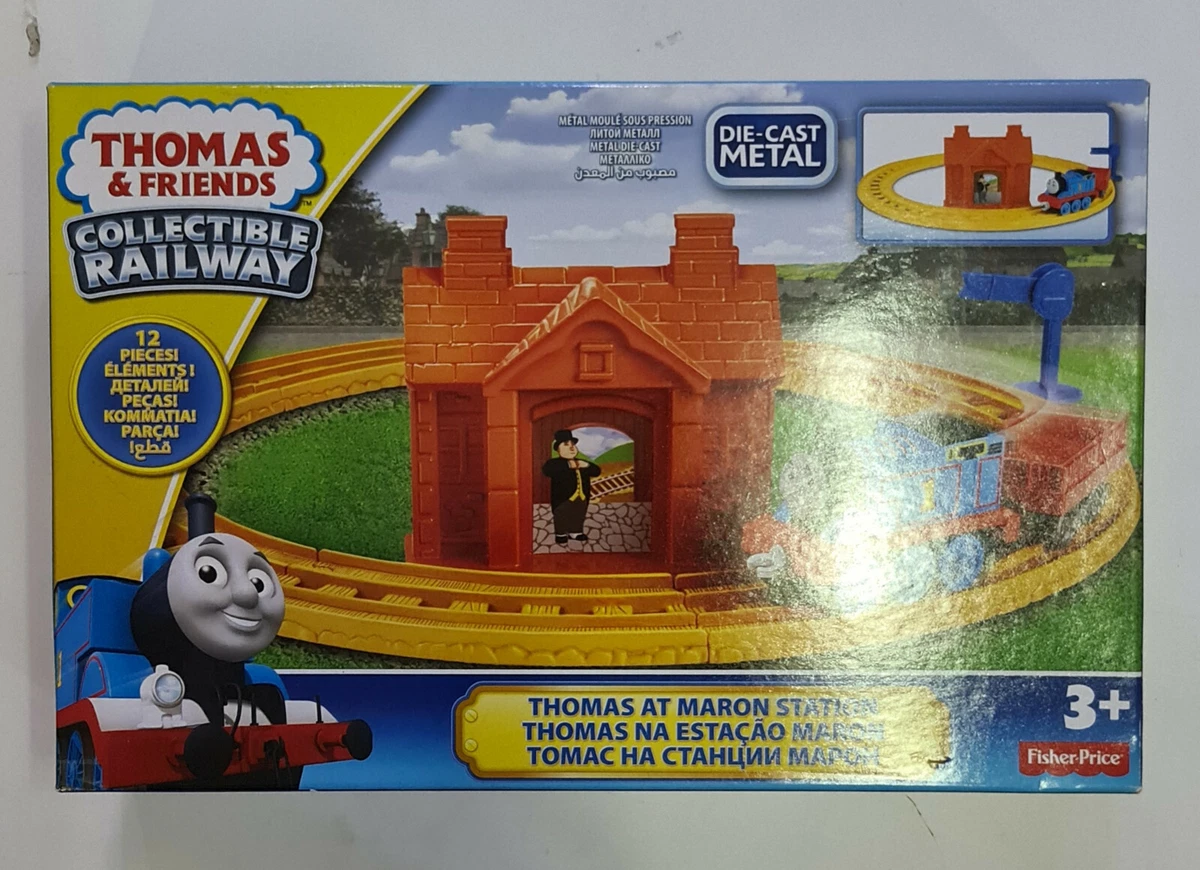 THOMAS
& FRIENDS
™
COLLECTIBLE
RAILWAY
MÉTAL MOULÉ SOUS PRESSION
ЛИТОЙ МЕТАЛЛ
METAL DIE-CAST
ΜΕΤΑΛΛΙΚΟ
مصبوب من المعدن
DIE-CAST
METAL
12
PIECES!
ÉLÉMENTS !
ДЕТАЛЕЙ!
PEÇAS!
ΚΟΜΜΑΤΙΑ!
PARÇA!
قطع!
THOMAS AT MARON STATION
THOMAS NA ESTAÇÃO MARON
ТОМАС НА СТАНЦИИ МАРОН
3+
Fisher-Price